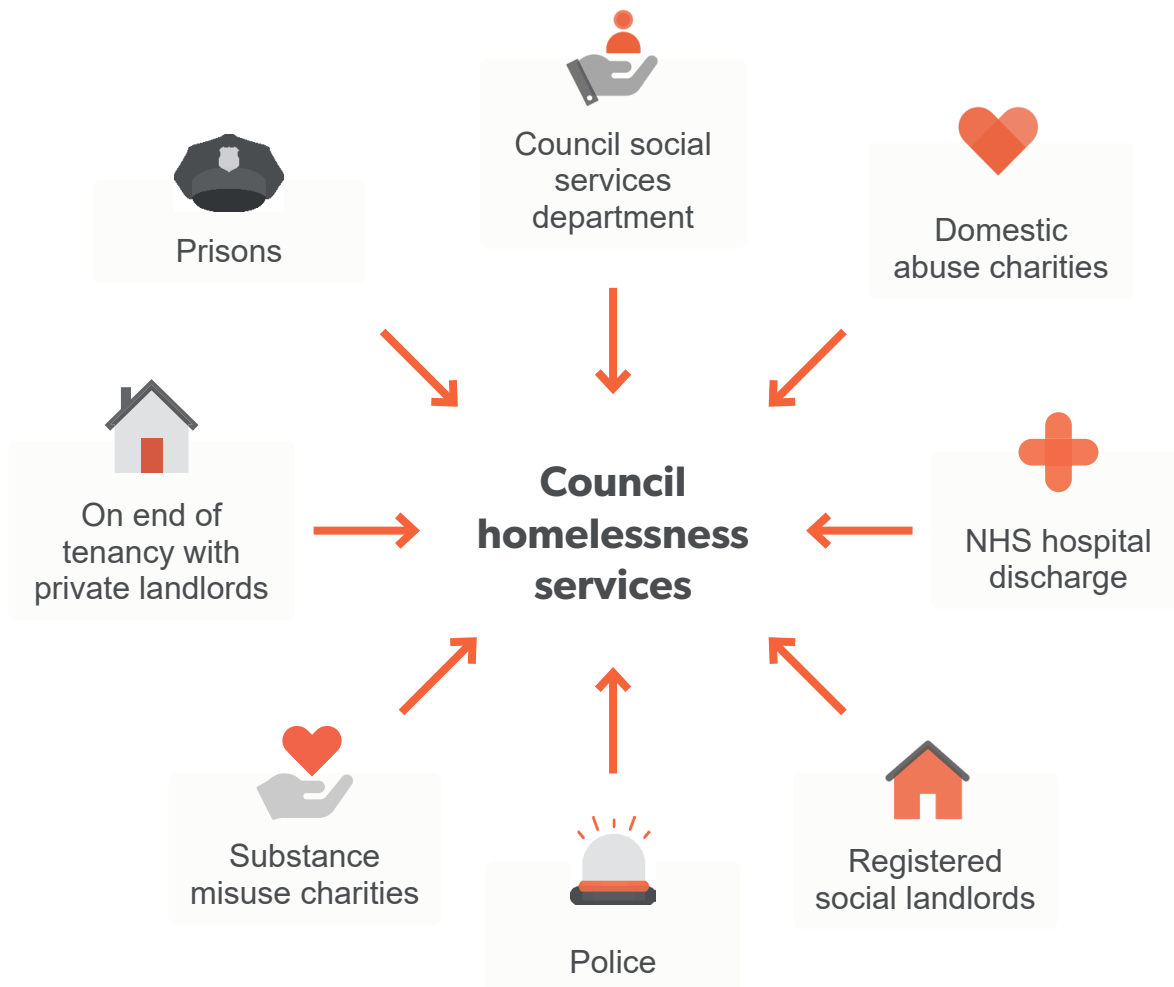 Council social
services
department
Prisons
Domestic
abuse charities
On end of
tenancy with
private landlords
Council
homelessness
services
NHS hospital
discharge
Substance
misuse charities
Registered
social landlords
Police